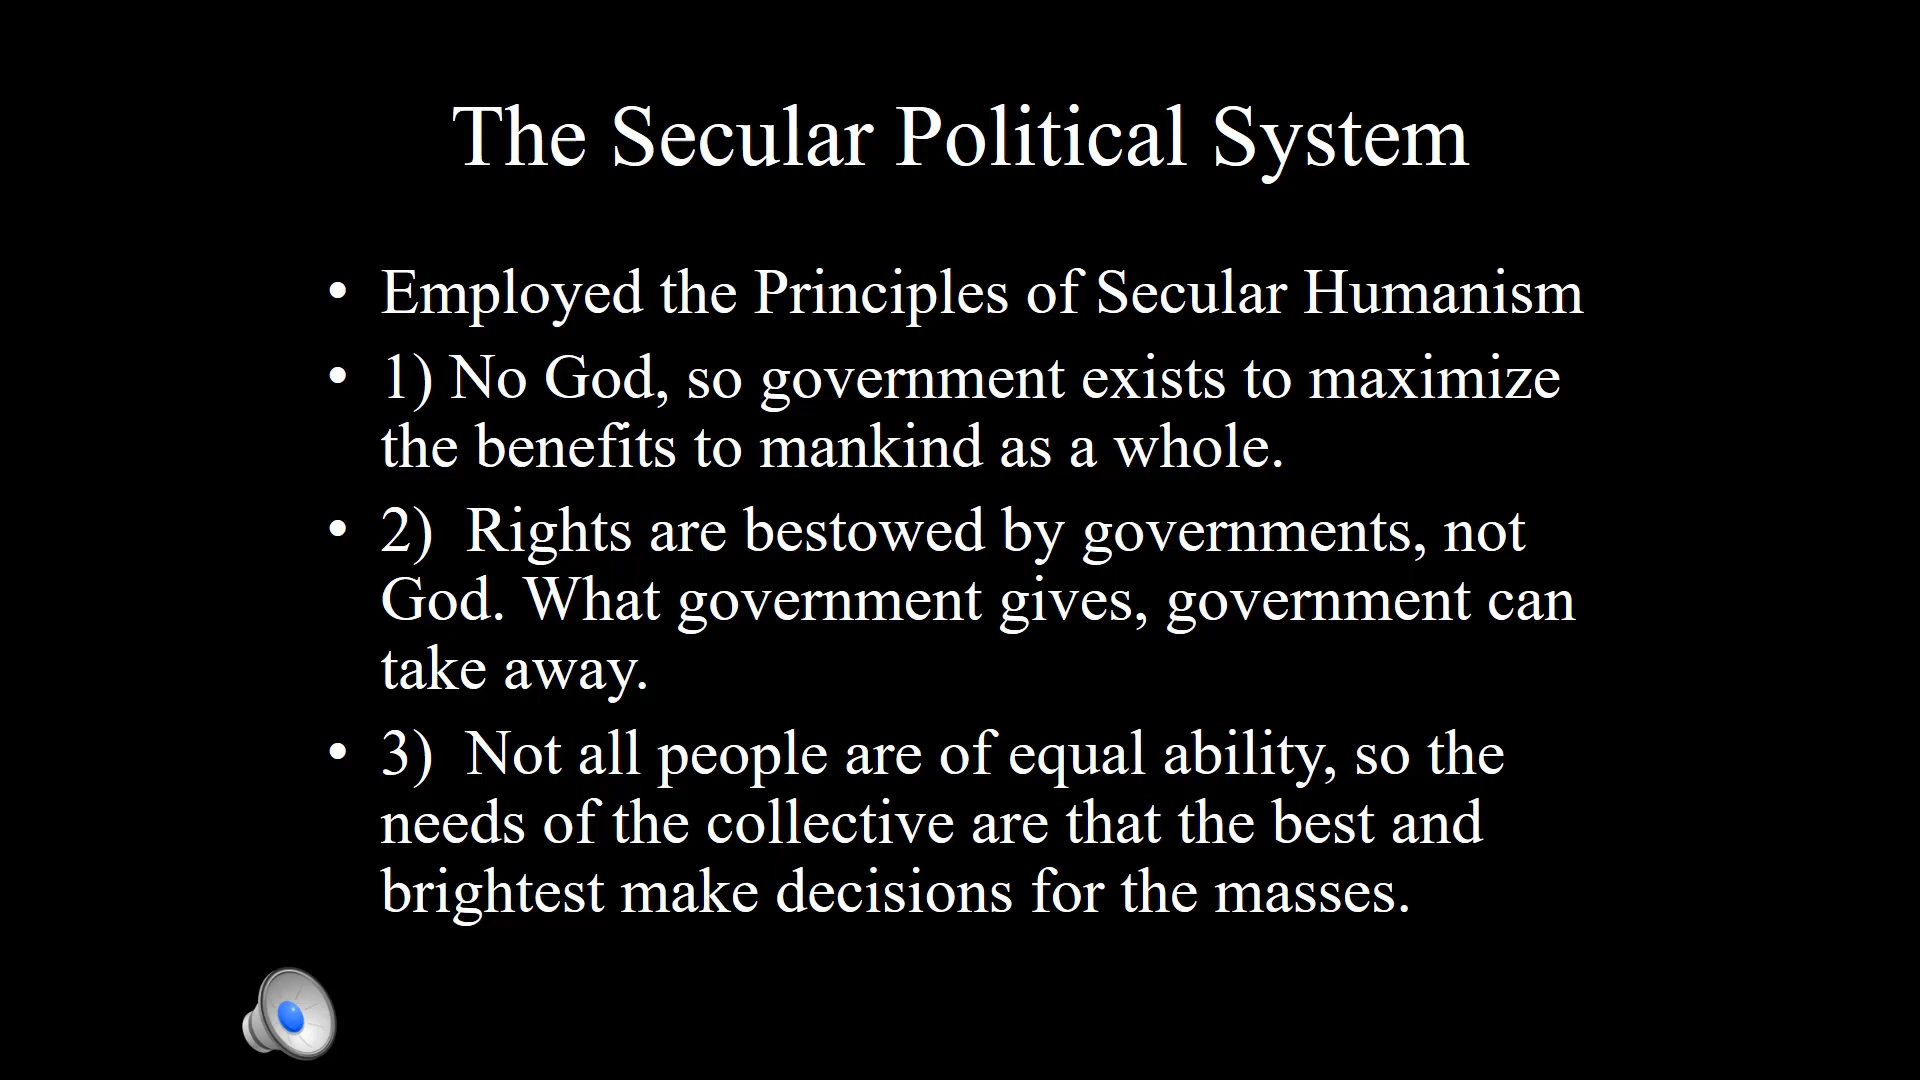 The Secular Political System
• Employed the Principles of Secular Humanism
• 1) No God, so government exists to maximize
the benefits to mankind as a whole.
• 2)  Rights are bestowed by governments, not
God. What government gives, government can
take away.
• 3)  Not all people are of equal ability, so the
needs of the collective are that the best and
brightest make decisions for the masses.